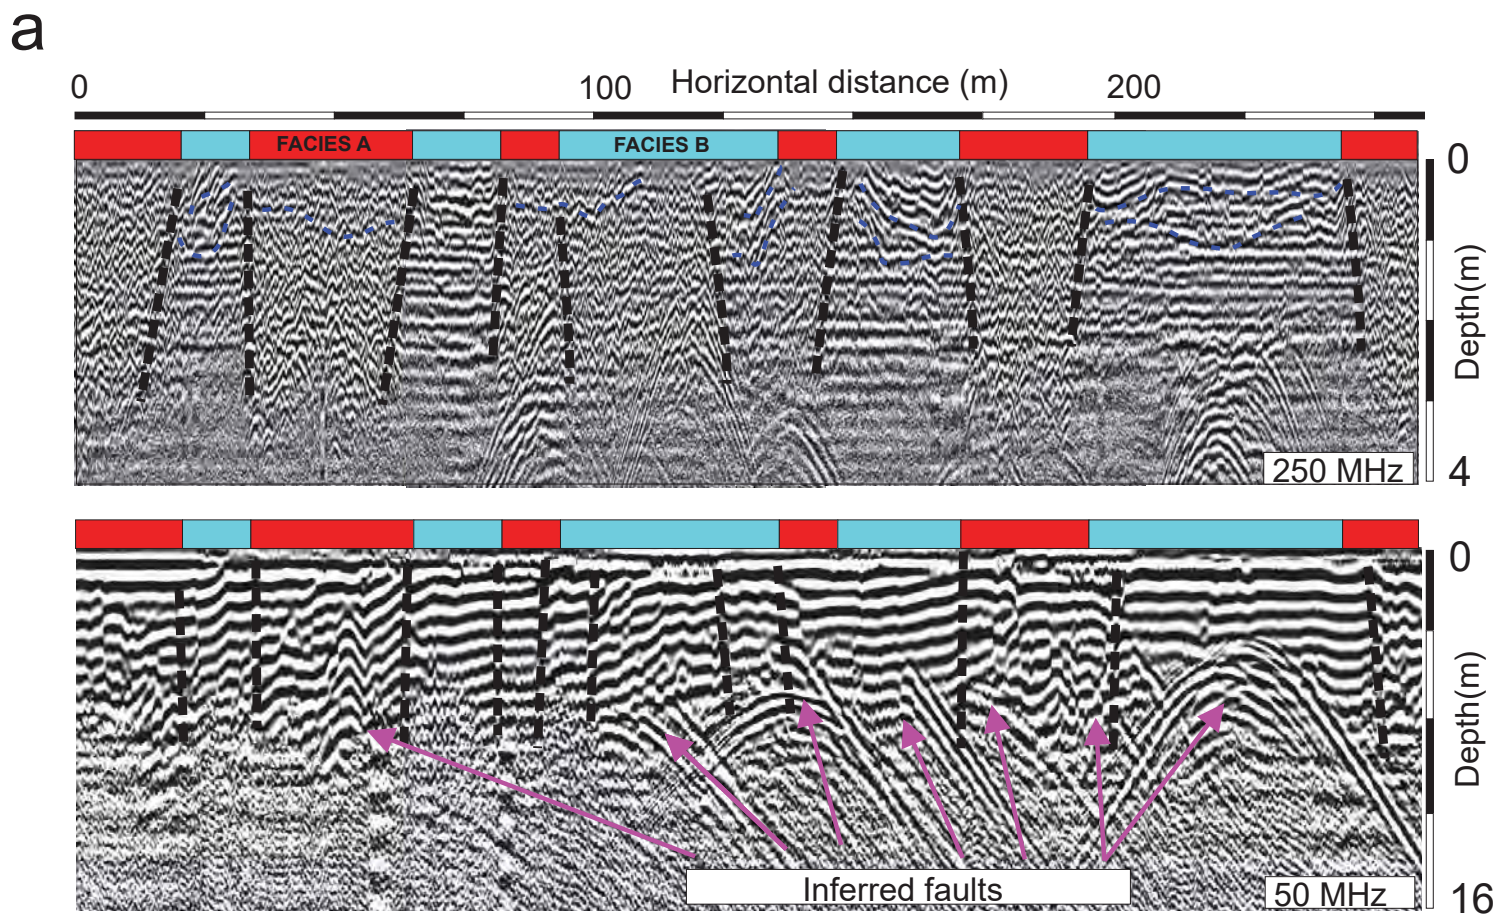 a
0 100 Horizontal distance (m) 200
FACIES A FACIES B
0
Depth(m)
250 MHz
4
0
Depth(m)
Inferred faults
50 MHz
16